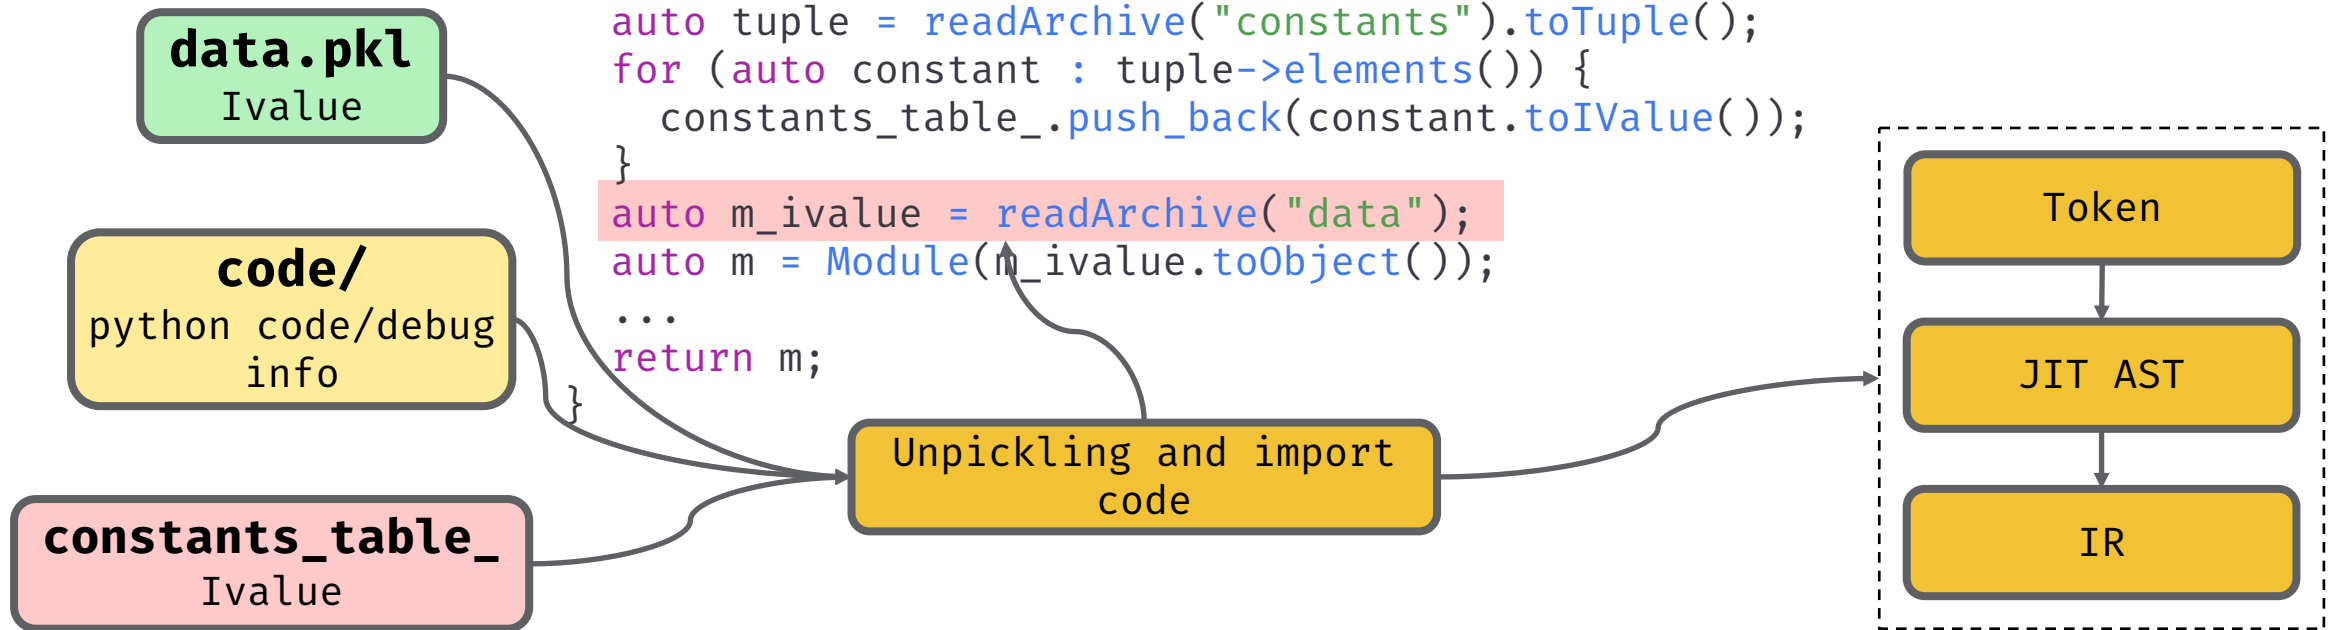 data.pkl
Ivalue
code/
python code/debug
info
constants_table_
Ivalue
auto tuple = readArchive("constants").toTuple();
for (auto constant : tuple->elements()) {
  constants_table_.push_back(constant.toIValue());
}
auto m_ivalue = readArchive("data");
auto m = Module(m_ivalue.toObject());
...
return m;
}
Unpickling and import
code
Token
JIT AST
IR